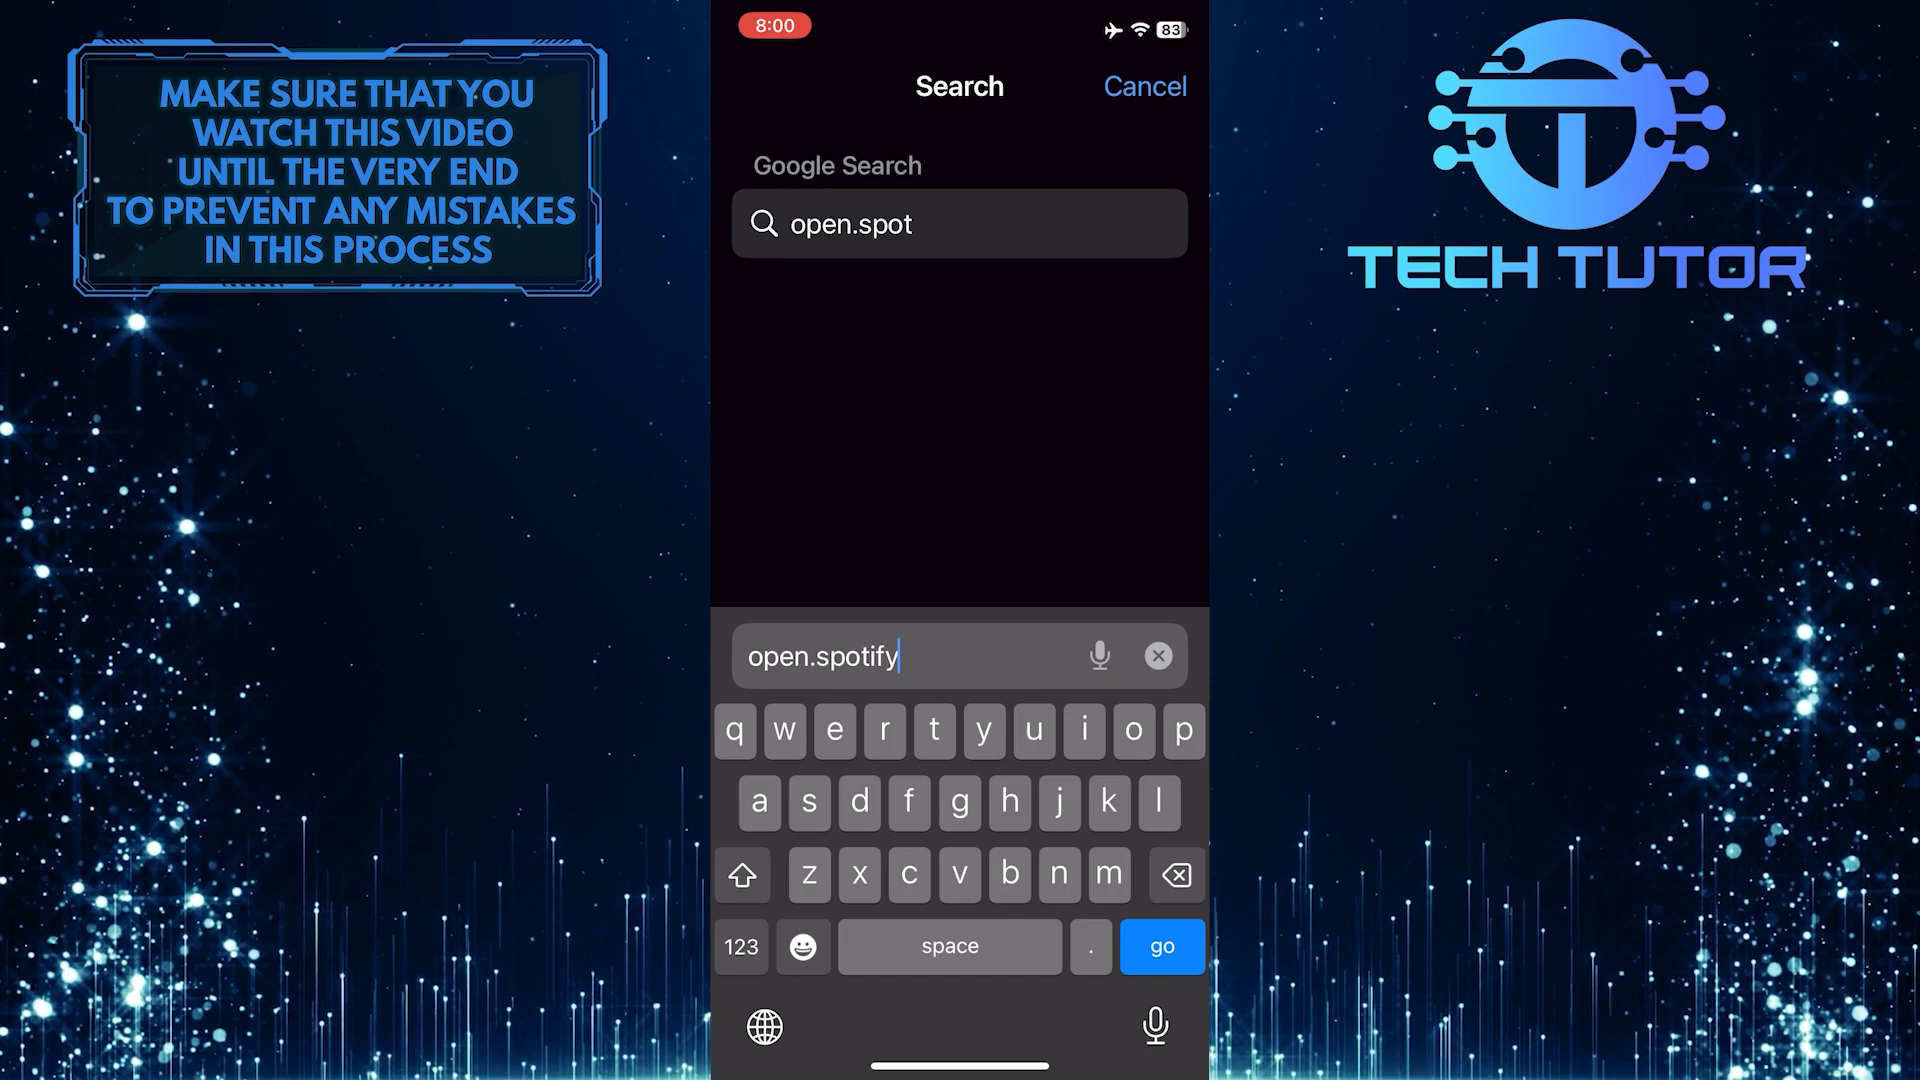 MAKE SURE THAT YOU
WATCH THIS VIDEO
UNTIL THE VERY END
TO PREVENT ANY MISTAKES
IN THIS PROCESS
8:00
83
Search
Cancel
Google Search
open.spot
open.spotify
q w e r t y u i o p
a s d f g h j k l
z x c v b n m
123
space
.
go
TECH TUTOR